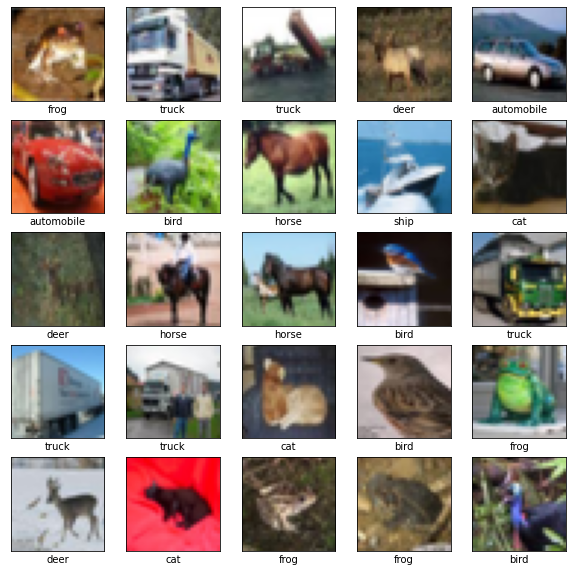 frog truck truck deer automobile
automobile bird horse ship cat
deer horse horse bird truck
truck truck cat bird frog
deer cat frog frog bird